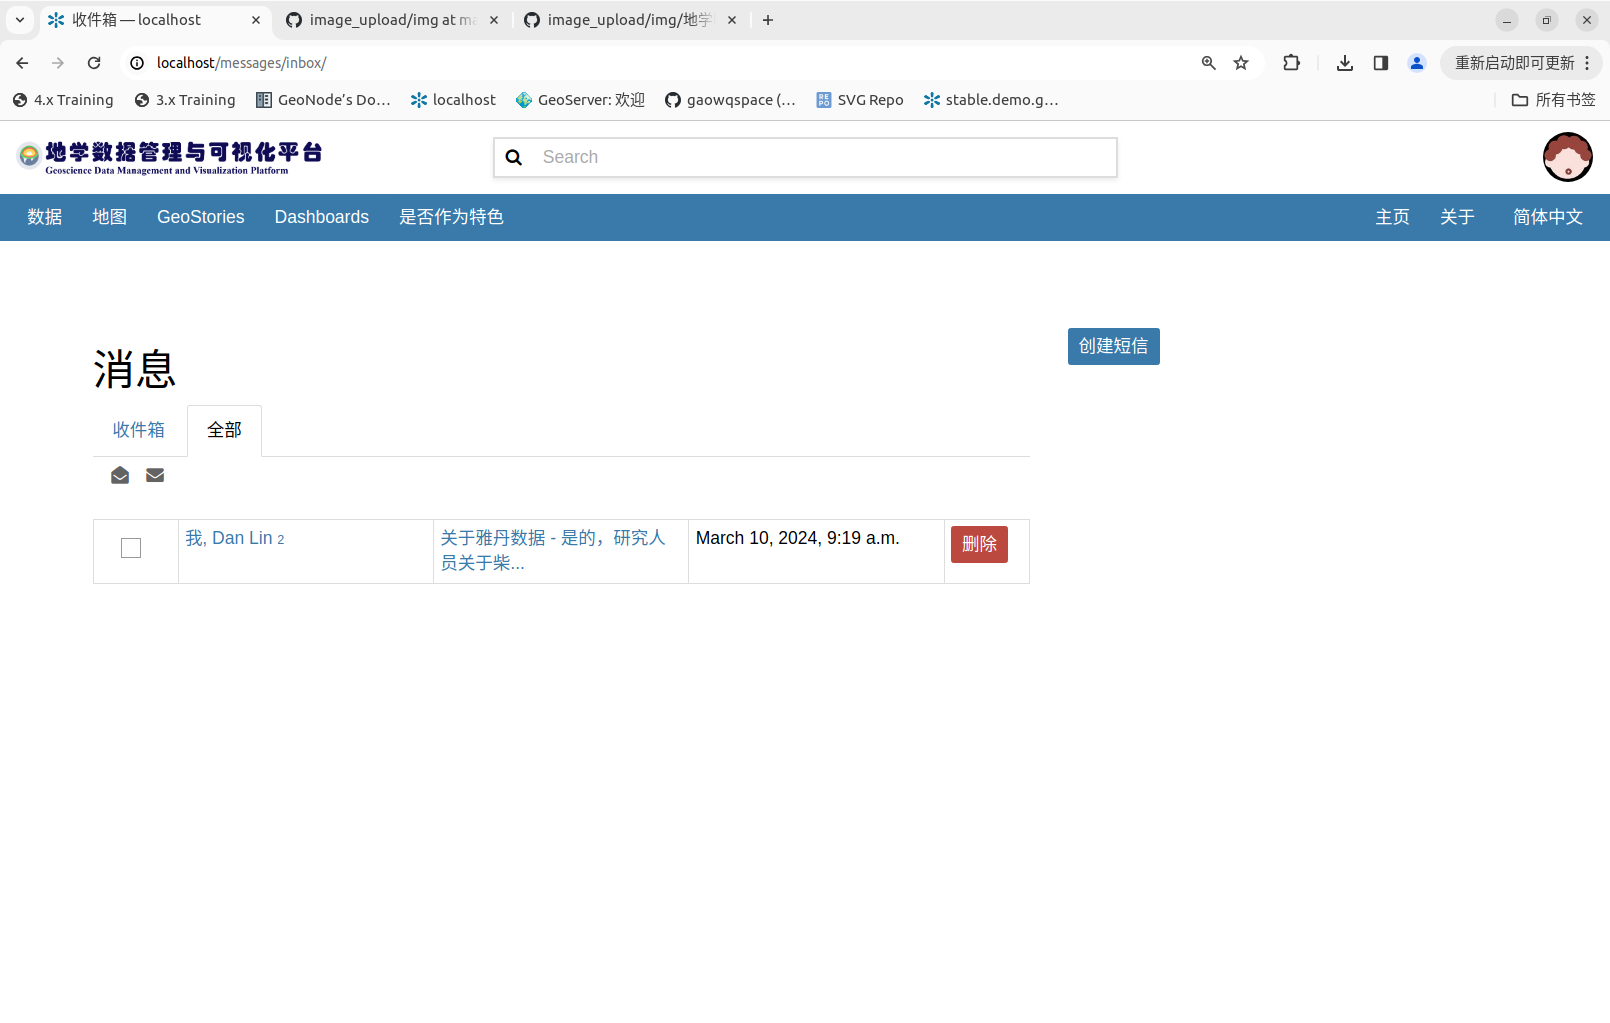 收件箱 — localhost
image_upload/img at ma
image_upload/img/地学
localhost/messages/inbox/
重新启动即可更新
4.x Training
3.x Training
GeoNode’s Do…
localhost
GeoServer: 欢迎
gaowqspace (…
SVG Repo
stable.demo.g…
所有书签
地学数据管理与可视化平台
Geoscience Data Management and Visualization Platform
Search
数据
地图
GeoStories
Dashboards
是否作为特色
主页
关于
简体中文
创建短信
消息
收件箱
全部
我, Dan Lin 2
关于雅丹数据 - 是的，研究人
员关于柴...
March 10, 2024, 9:19 a.m.
删除